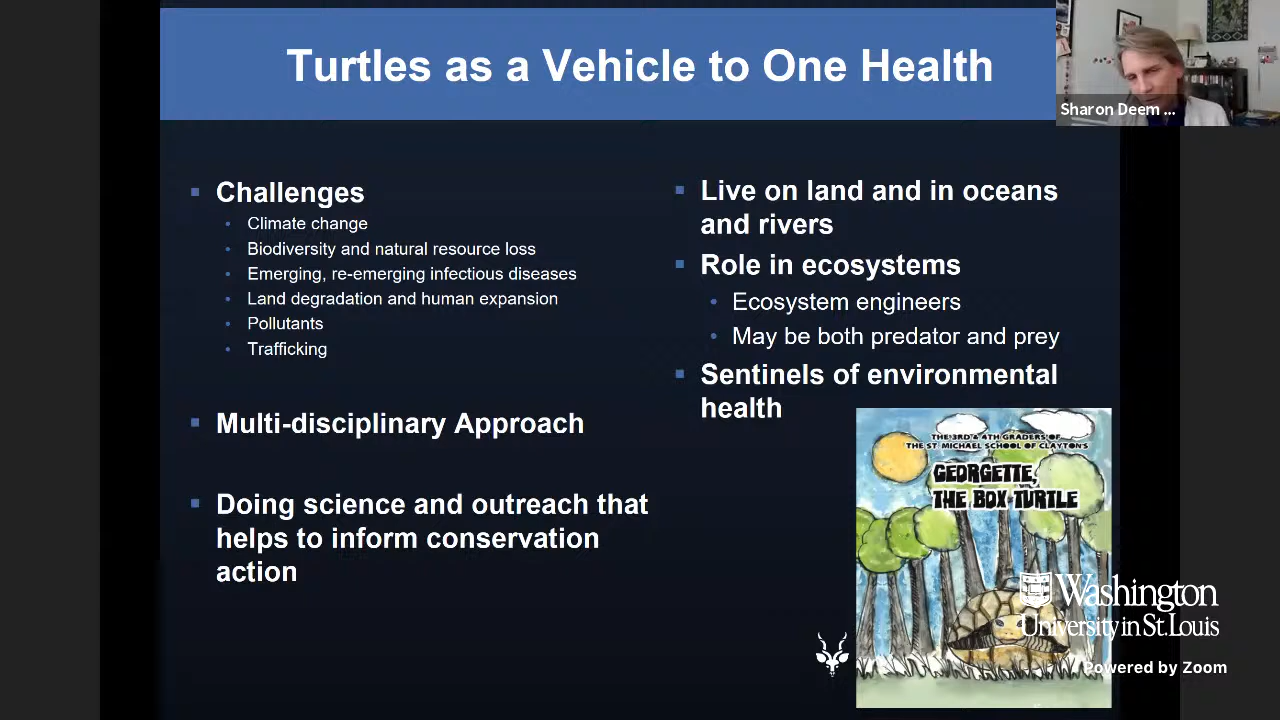 Turtles as a Vehicle to One Health
Sharon Deem ...
Challenges
Climate change
Biodiversity and natural resource loss
Emerging, re-emerging infectious diseases
Land degradation and human expansion
Pollutants
Trafficking
Multi-disciplinary Approach
Doing science and outreach that
helps to inform conservation
action
Live on land and in oceans
and rivers
Role in ecosystems
Ecosystem engineers
May be both predator and prey
Sentinels of environmental
health
THE 3RD & 4TH GRADERS OF
THE ST. MICHAEL SCHOOL OF CLAYTON'S
GEORGETTE,
THE BOX TURTLE
Washington
University in St. Louis
Powered by Zoom